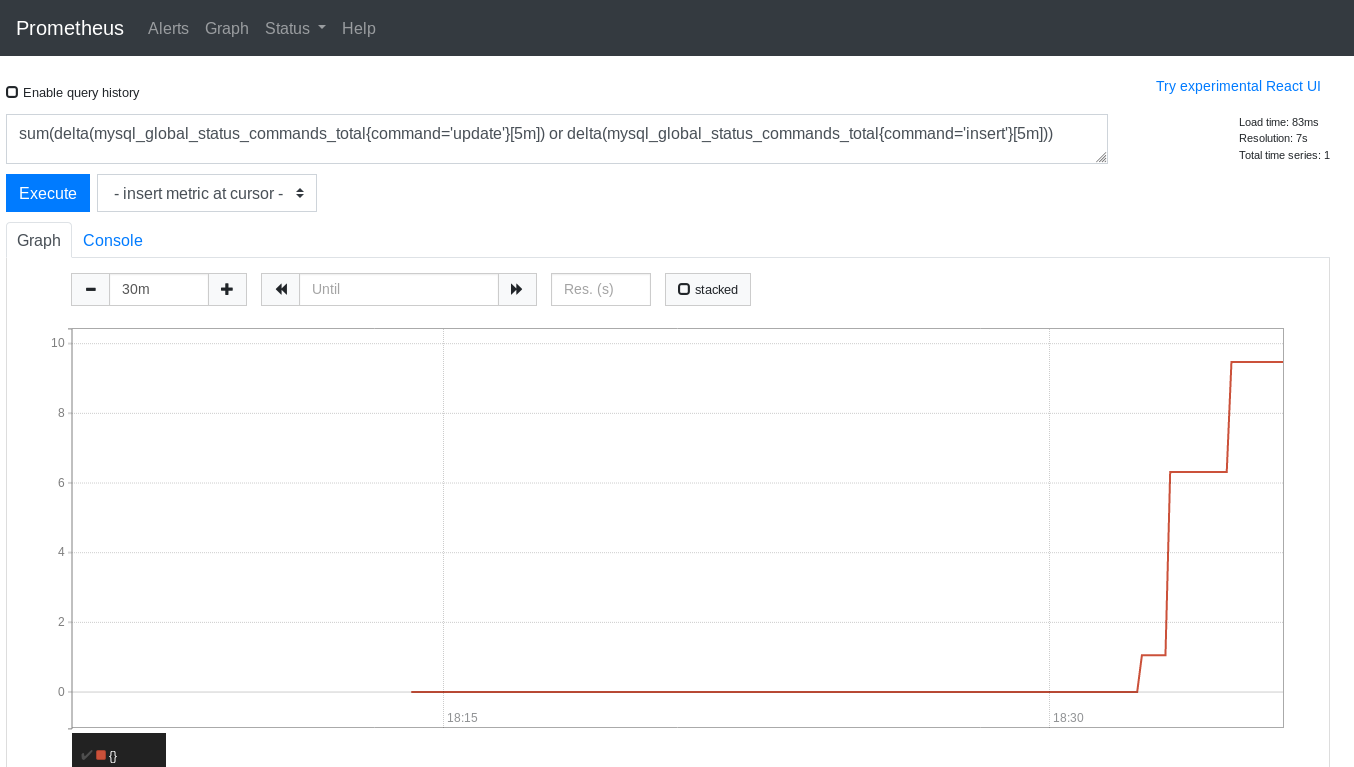 Prometheus Alerts Graph Status Help
Enable query history
Try experimental React UI
sum(delta(mysql_global_status_commands_total{command='update'}[5m]) or delta(mysql_global_status_commands_total{command='insert'}[5m]))
Load time: 83ms
Resolution: 7s
Total time series: 1
Execute
- insert metric at cursor -
Graph Console
30m
Until
Res. (s)
stacked
10
8
6
4
2
0
18:15
18:30
{}